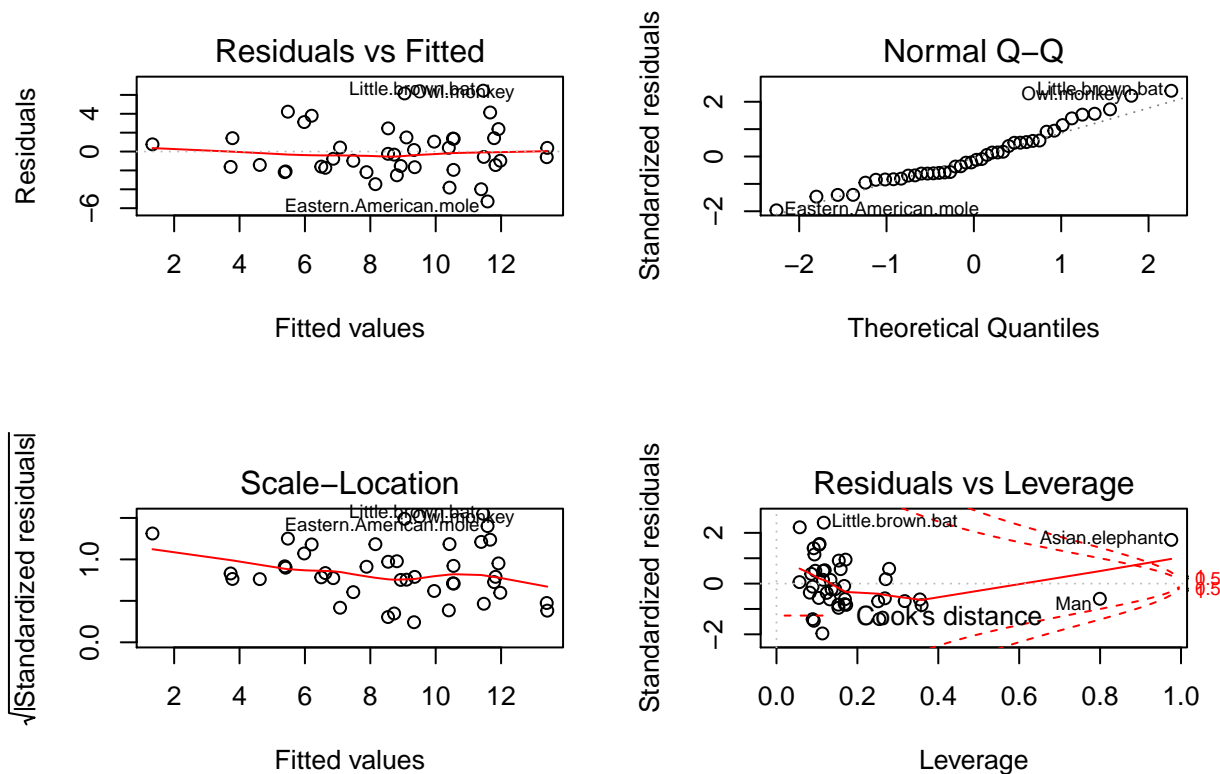 Residuals vs Fitted
Residuals
4
0
−6
Little.brown.bat
Owl.monkey
Eastern.American.mole
2 4 6 8 10 12
Fitted values
Normal Q−Q
Standardized residuals
2
0
−2
Little.brown.bat
Owl.monkey
Eastern.American.mole
−2 −1 0 1 2
Theoretical Quantiles
Scale−Location
√|Standardized residuals|
1.0
0.0
Little.brown.bat
Owl.monkey
Eastern.American.mole
2 4 6 8 10 12
Fitted values
Residuals vs Leverage
Standardized residuals
2
0
−2
Little.brown.bat
Asian.elephant
Man
Cook's distance
1
0.5
0.5
1
0.0 0.2 0.4 0.6 0.8 1.0
Leverage